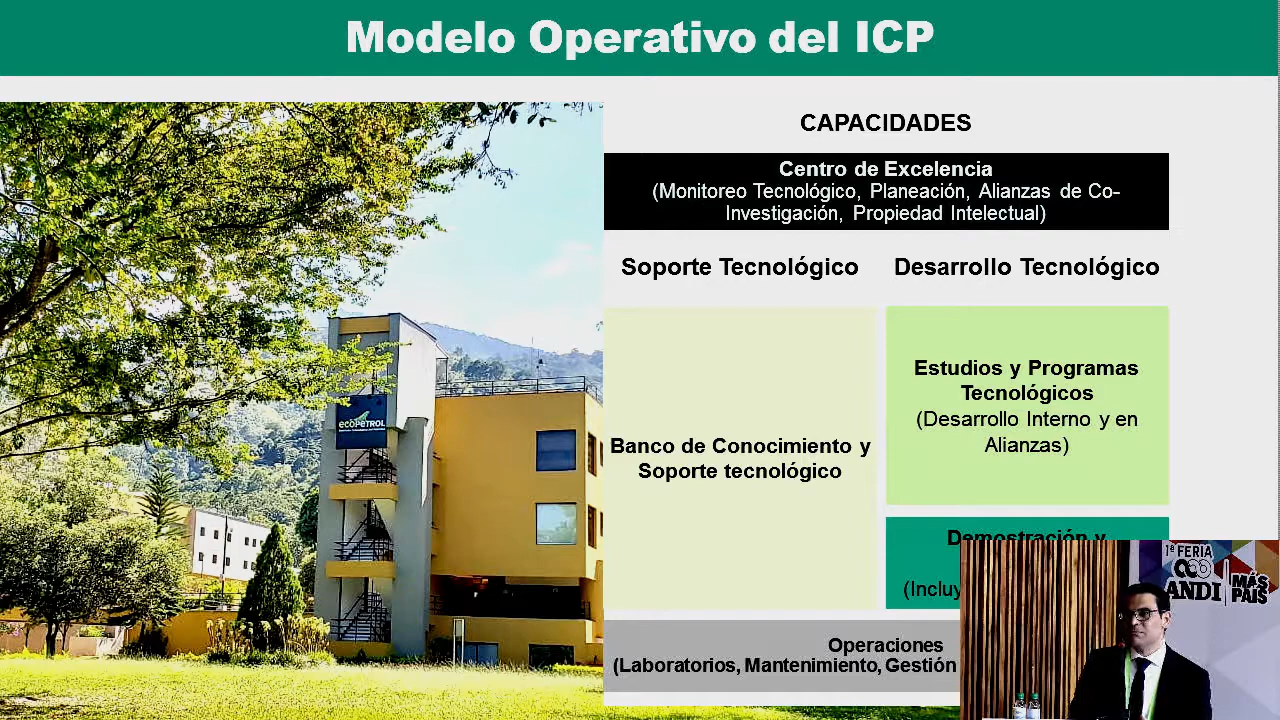 Modelo Operativo del ICP
CAPACIDADES
Centro de Excelencia
(Monitoreo Tecnológico, Planeación, Alianzas de Co-
Investigación, Propiedad Intelectual)
Soporte Tecnológico
Desarrollo Tecnológico
Banco de Conocimiento y
Soporte tecnológico
Estudios y Programas
Tecnológicos
(Desarrollo Interno y en
Alianzas)
Demostración y
(Incluy
Operaciones
(Laboratorios, Mantenimiento, Gestión
ecoPETROL
1ª FERIA
ANDI
MÁS
PAÍS